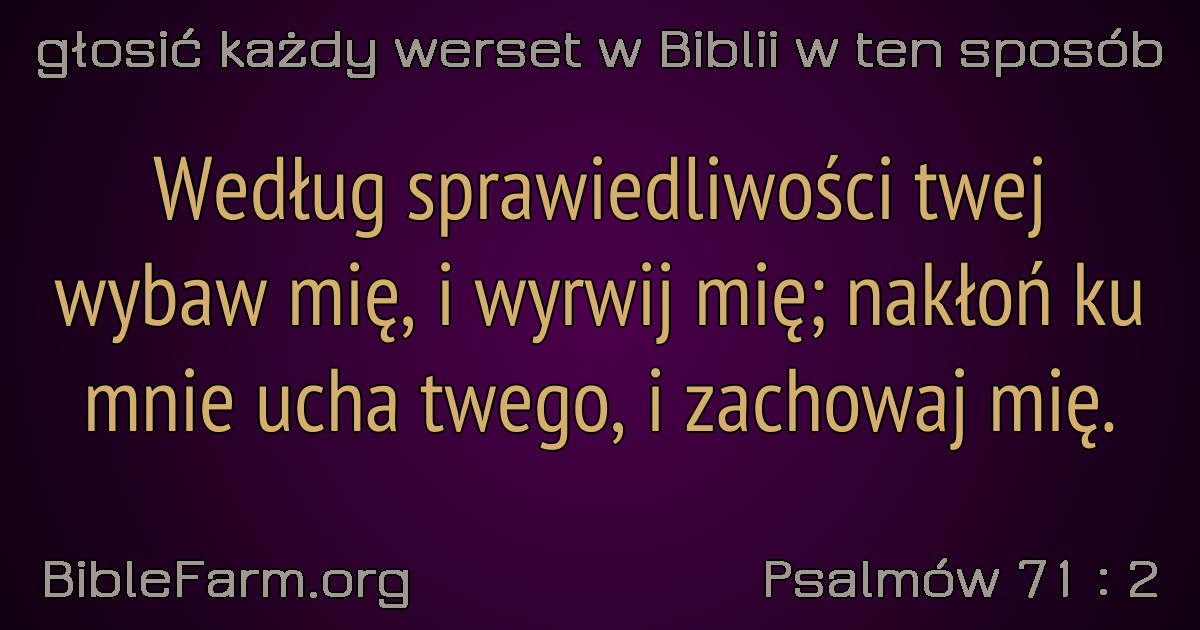 głosić każdy werset w Biblii w ten sposób
Według sprawiedliwości twej
wybaw mię, i wyrwij mię; nakłoń ku
mnie ucha twego, i zachowaj mię.
BibleFarm.org
Psalmów 71 : 2